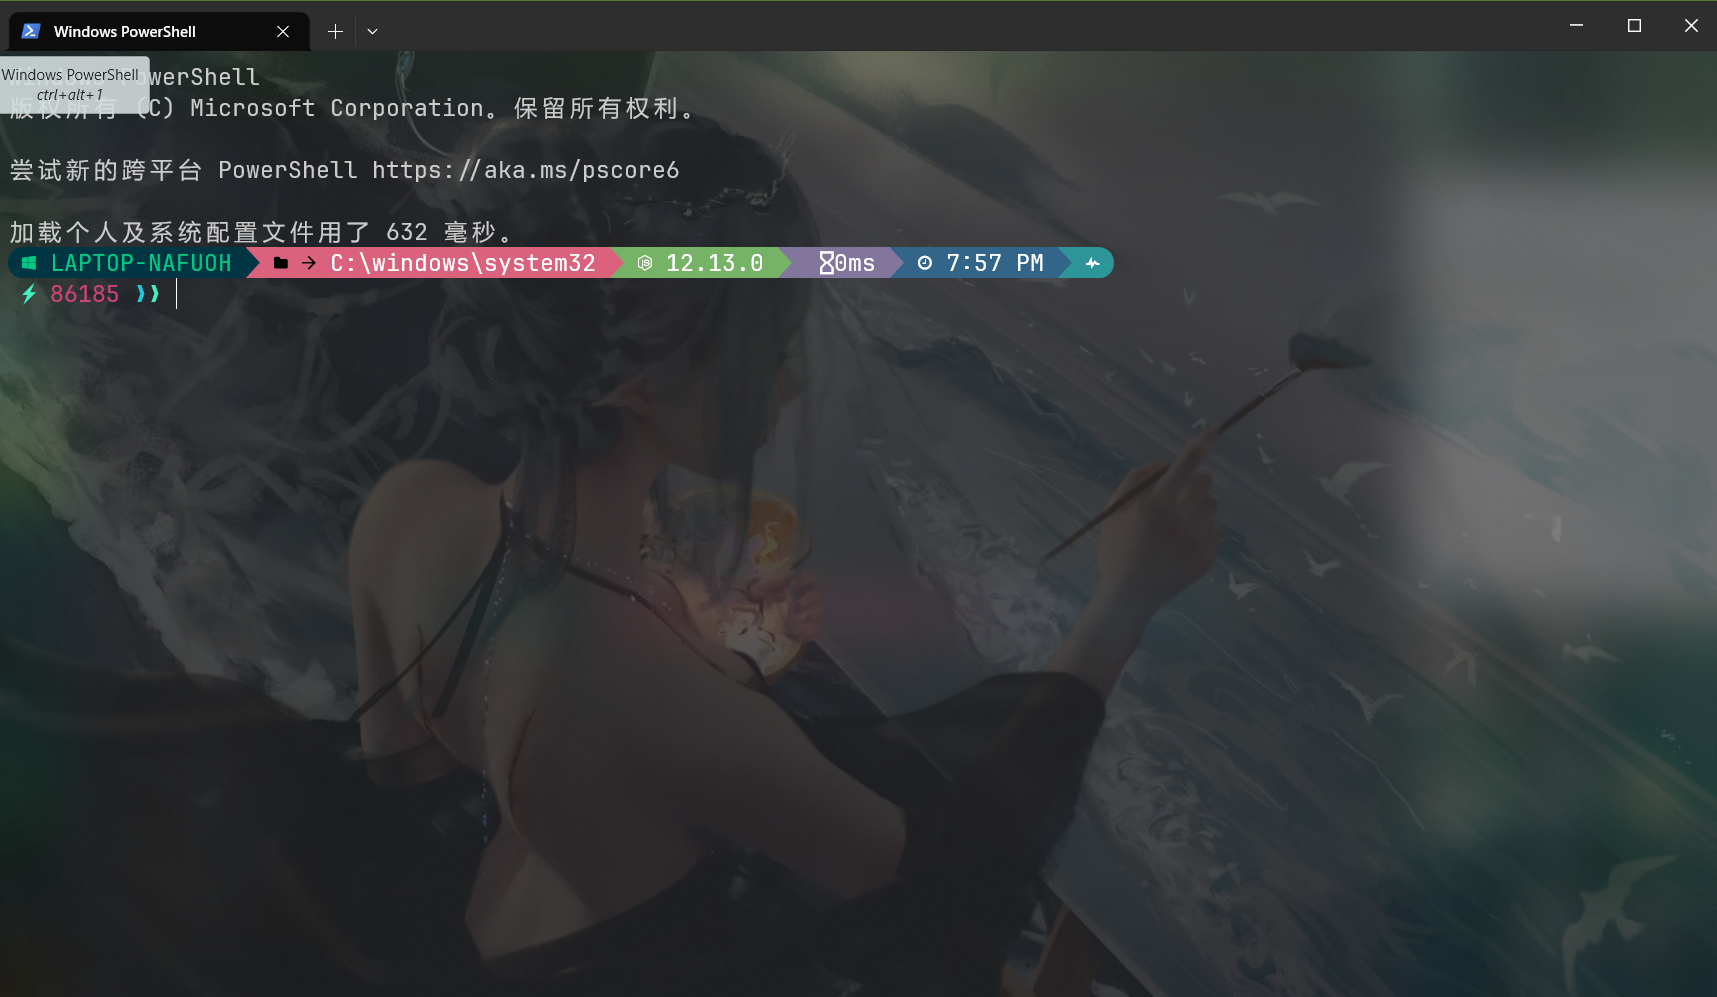 Windows PowerShell
Windows PowerShell
ctrl+alt+1
PowerShell
版权所有 (C) Microsoft Corporation。保留所有权利。
尝试新的跨平台 PowerShell https://aka.ms/pscore6
加载个人及系统配置文件用了 632 毫秒。
LAPTOP-NAFUOH → C:\windows\system32 12.13.0 0ms 7:57 PM
86185 ❯❯